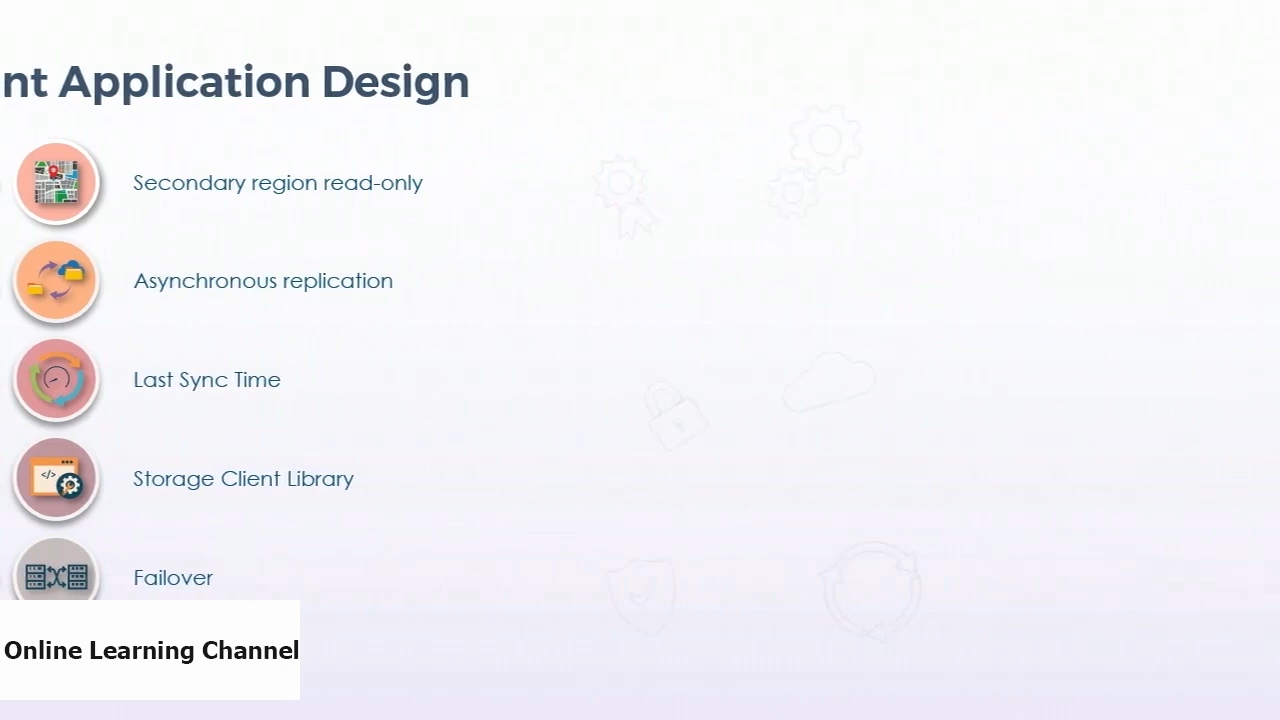 nt Application Design
Secondary region read-only
Asynchronous replication
Last Sync Time
Storage Client Library
Failover
Online Learning Channel